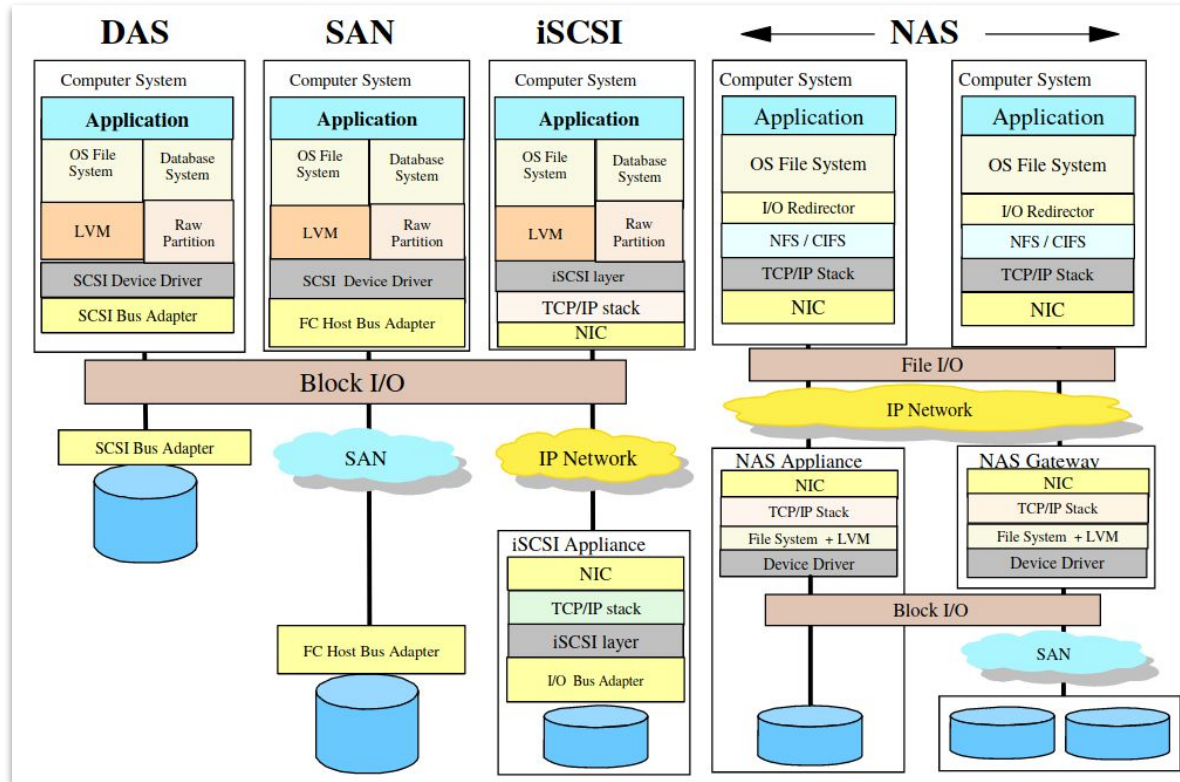 DAS
SAN
iSCSI
NAS
Computer System
Application
OS File
System
Database
System
LVM
Raw
Partition
SCSI Device Driver
SCSI Bus Adapter
Computer System
Application
OS File
System
Database
System
LVM
Raw
Partition
SCSI Device Driver
FC Host Bus Adapter
Computer System
Application
OS File
System
Database
System
LVM
Raw
Partition
iSCSI layer
TCP/IP stack
NIC
Computer System
Application
OS File System
I/O Redirector
NFS / CIFS
TCP/IP Stack
NIC
Computer System
Application
OS File System
I/O Redirector
NFS / CIFS
TCP/IP Stack
NIC
Block I/O
File I/O
IP Network
SCSI Bus Adapter
SAN
FC Host Bus Adapter
IP Network
iSCSI Appliance
NIC
TCP/IP stack
iSCSI layer
I/O Bus Adapter
NAS Appliance
NIC
TCP/IP Stack
File System + LVM
Device Driver
NAS Gateway
NIC
TCP/IP Stack
File System + LVM
Device Driver
Block I/O
SAN